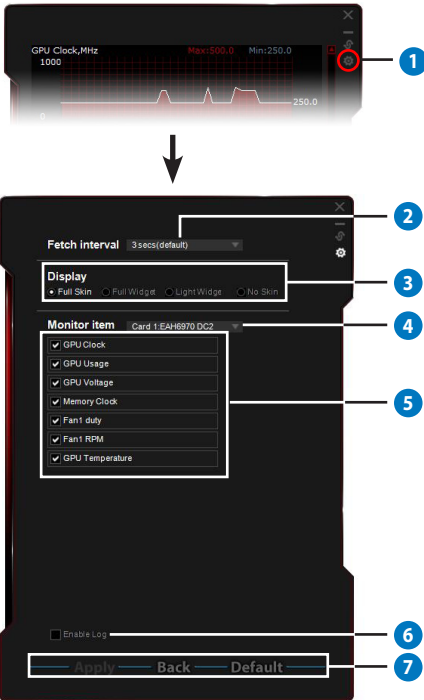 GPU Clock,MHz Max:500.0 Min:250.0
1000
1
250.0
0
2
Fetch interval 3 secs(default)
Display
3
Full Skin Full Widget Light Widge No Skin
Monitor item Card 1:EAH6970 DC2
4
GPU Clock
GPU Usage
GPU Voltage
Memory Clock
5
Fan1 duty
Fan1 RPM
GPU Temperature
Enable Log
6
Apply Back Default
7